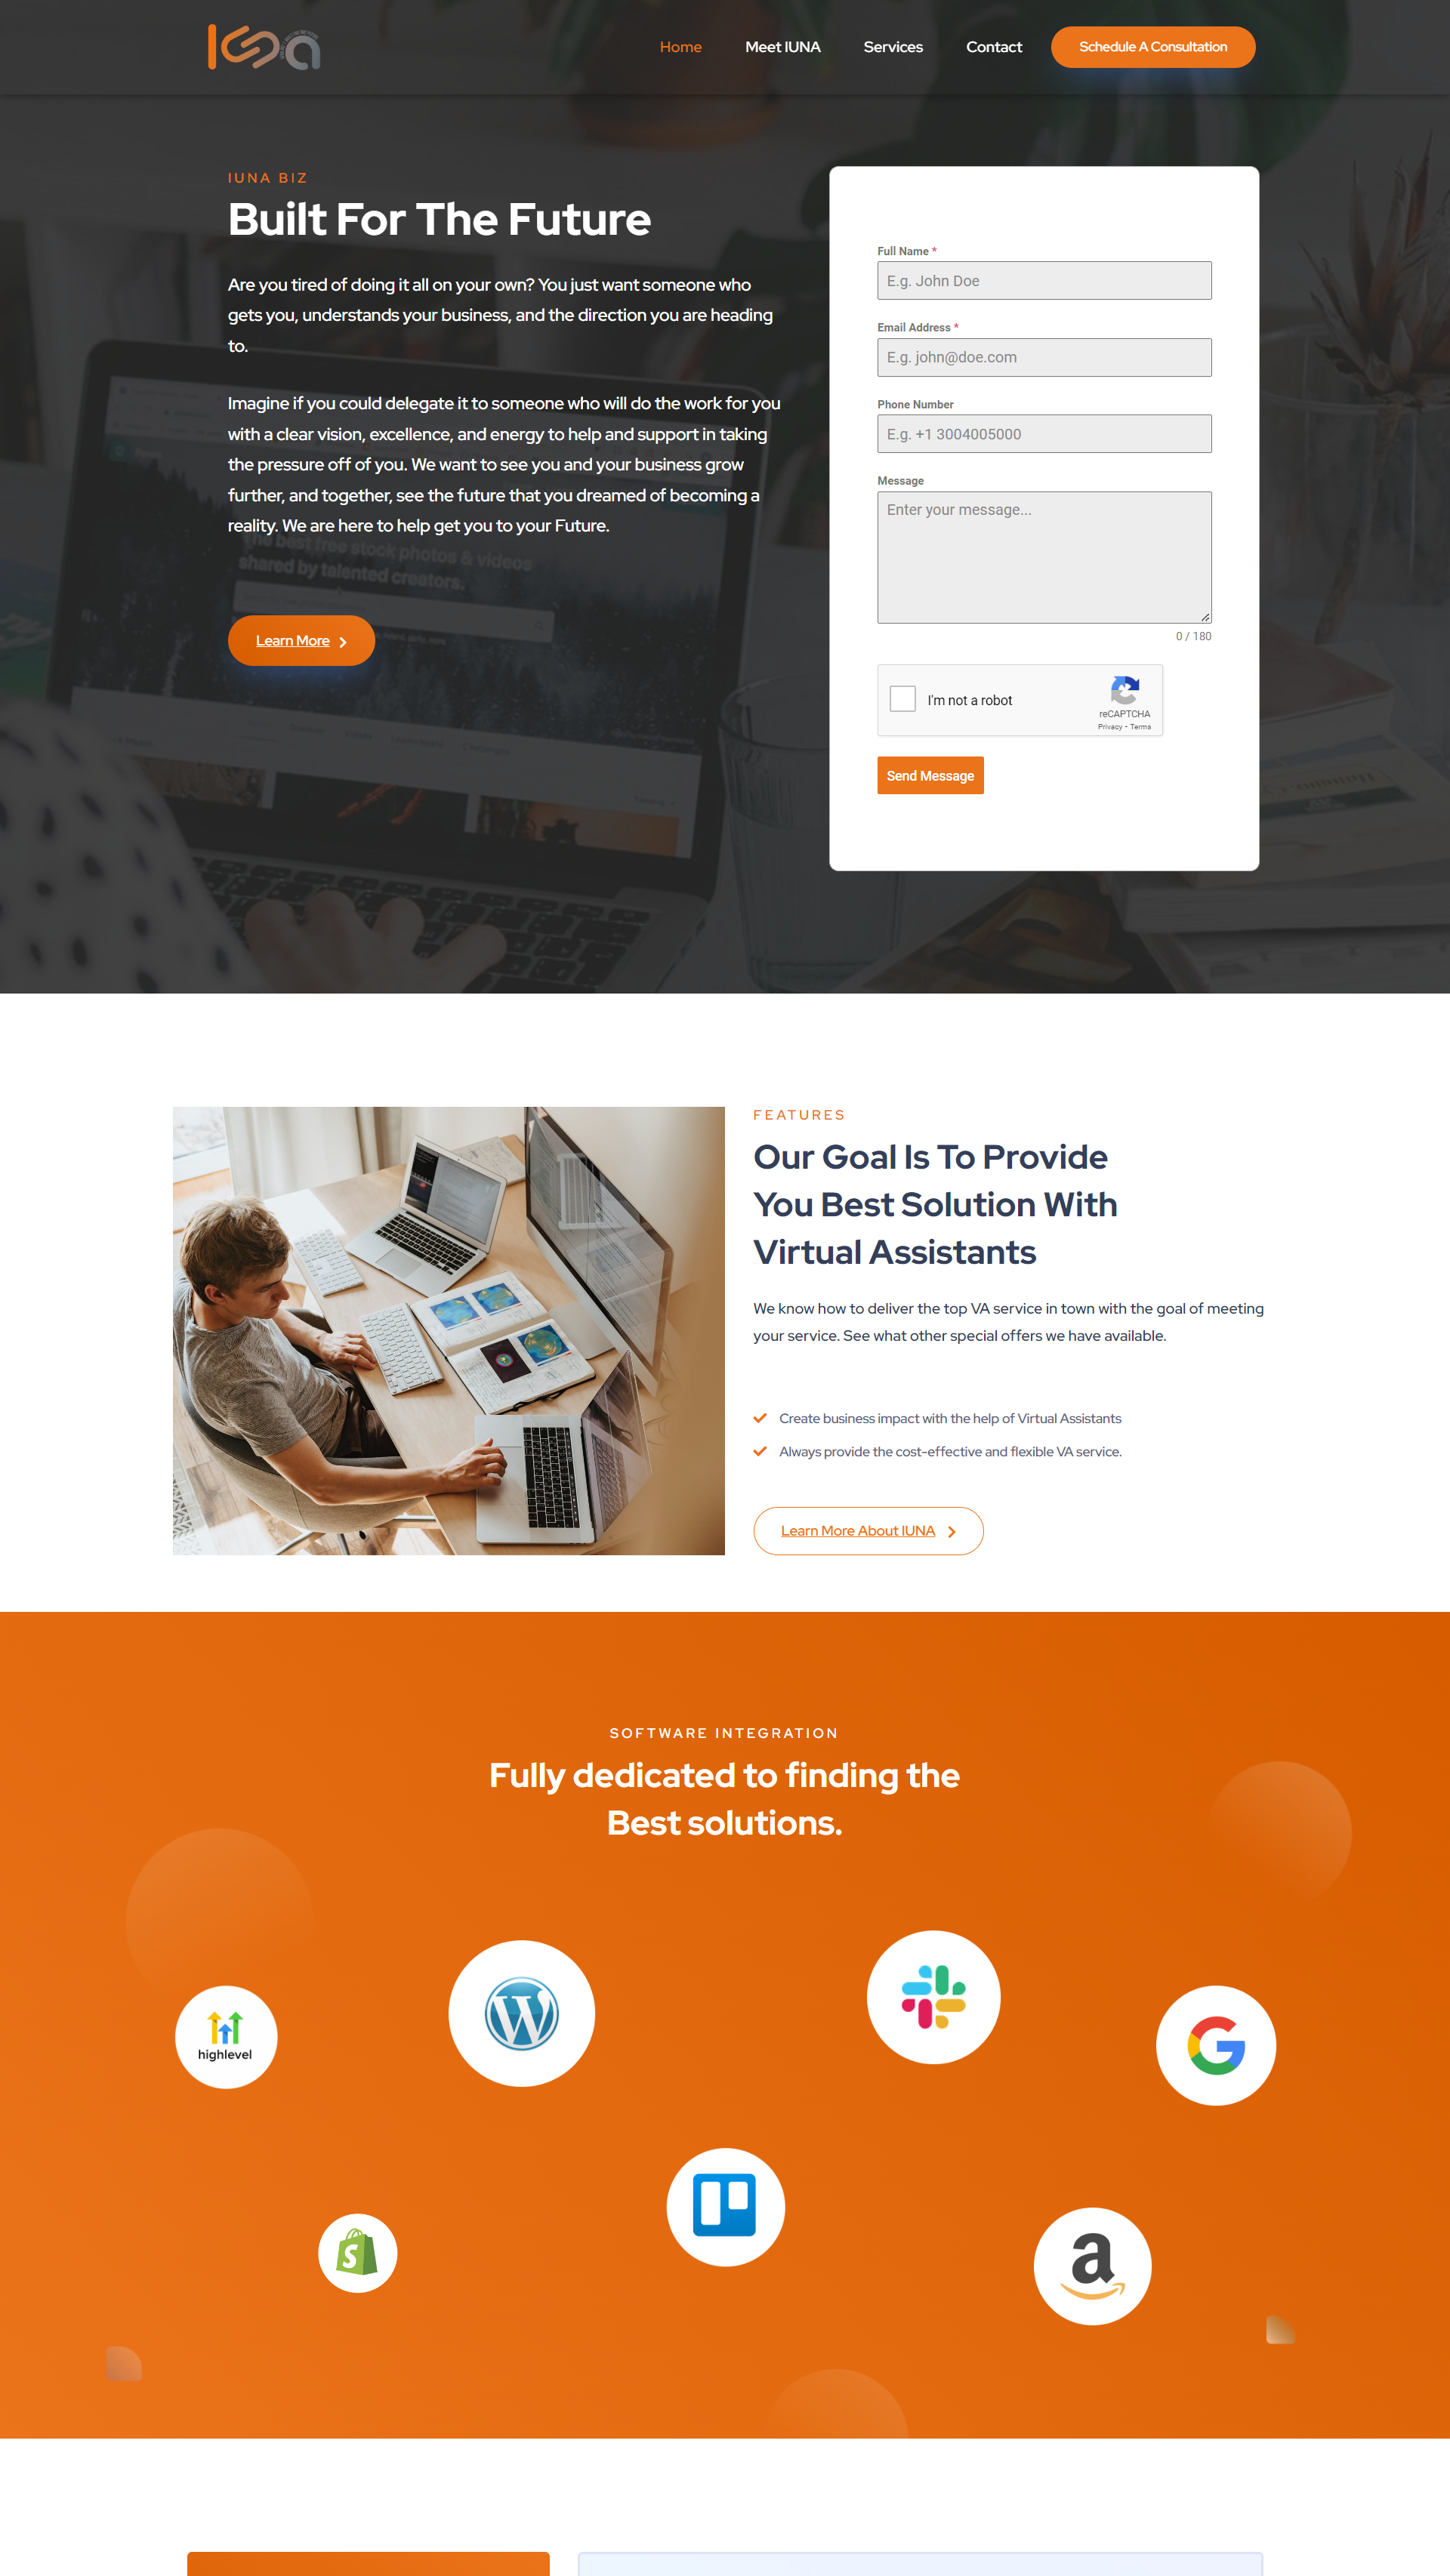 Home
Meet IUNA
Services
Contact
Schedule A Consultation
IUNA BIZ
Built For The Future
Are you tired of doing it all on your own? You just want someone who
gets you, understands your business, and the direction you are heading
to.
Imagine if you could delegate it to someone who will do the work for you
with a clear vision, excellence, and energy to help and support in taking
the pressure off of you. We want to see you and your business grow
further, and together, see the future that you dreamed of becoming a
reality. We are here to help get you to your Future.
The best free stock photos & videos
shared by talented creators.
Learn More
Full Name *
E.g. John Doe
Email Address *
E.g. john@doe.com
Phone Number
E.g. +1 3004005000
Message
Enter your message...
0 / 180
I'm not a robot
reCAPTCHA
Privacy - Terms
Send Message
FEATURES
Our Goal Is To Provide
You Best Solution With
Virtual Assistants
We know how to deliver the top VA service in town with the goal of meeting
your service. See what other special offers we have available.
Create business impact with the help of Virtual Assistants
Always provide the cost-effective and flexible VA service.
Learn More About IUNA
SOFTWARE INTEGRATION
Fully dedicated to finding the
Best solutions.
highlevel